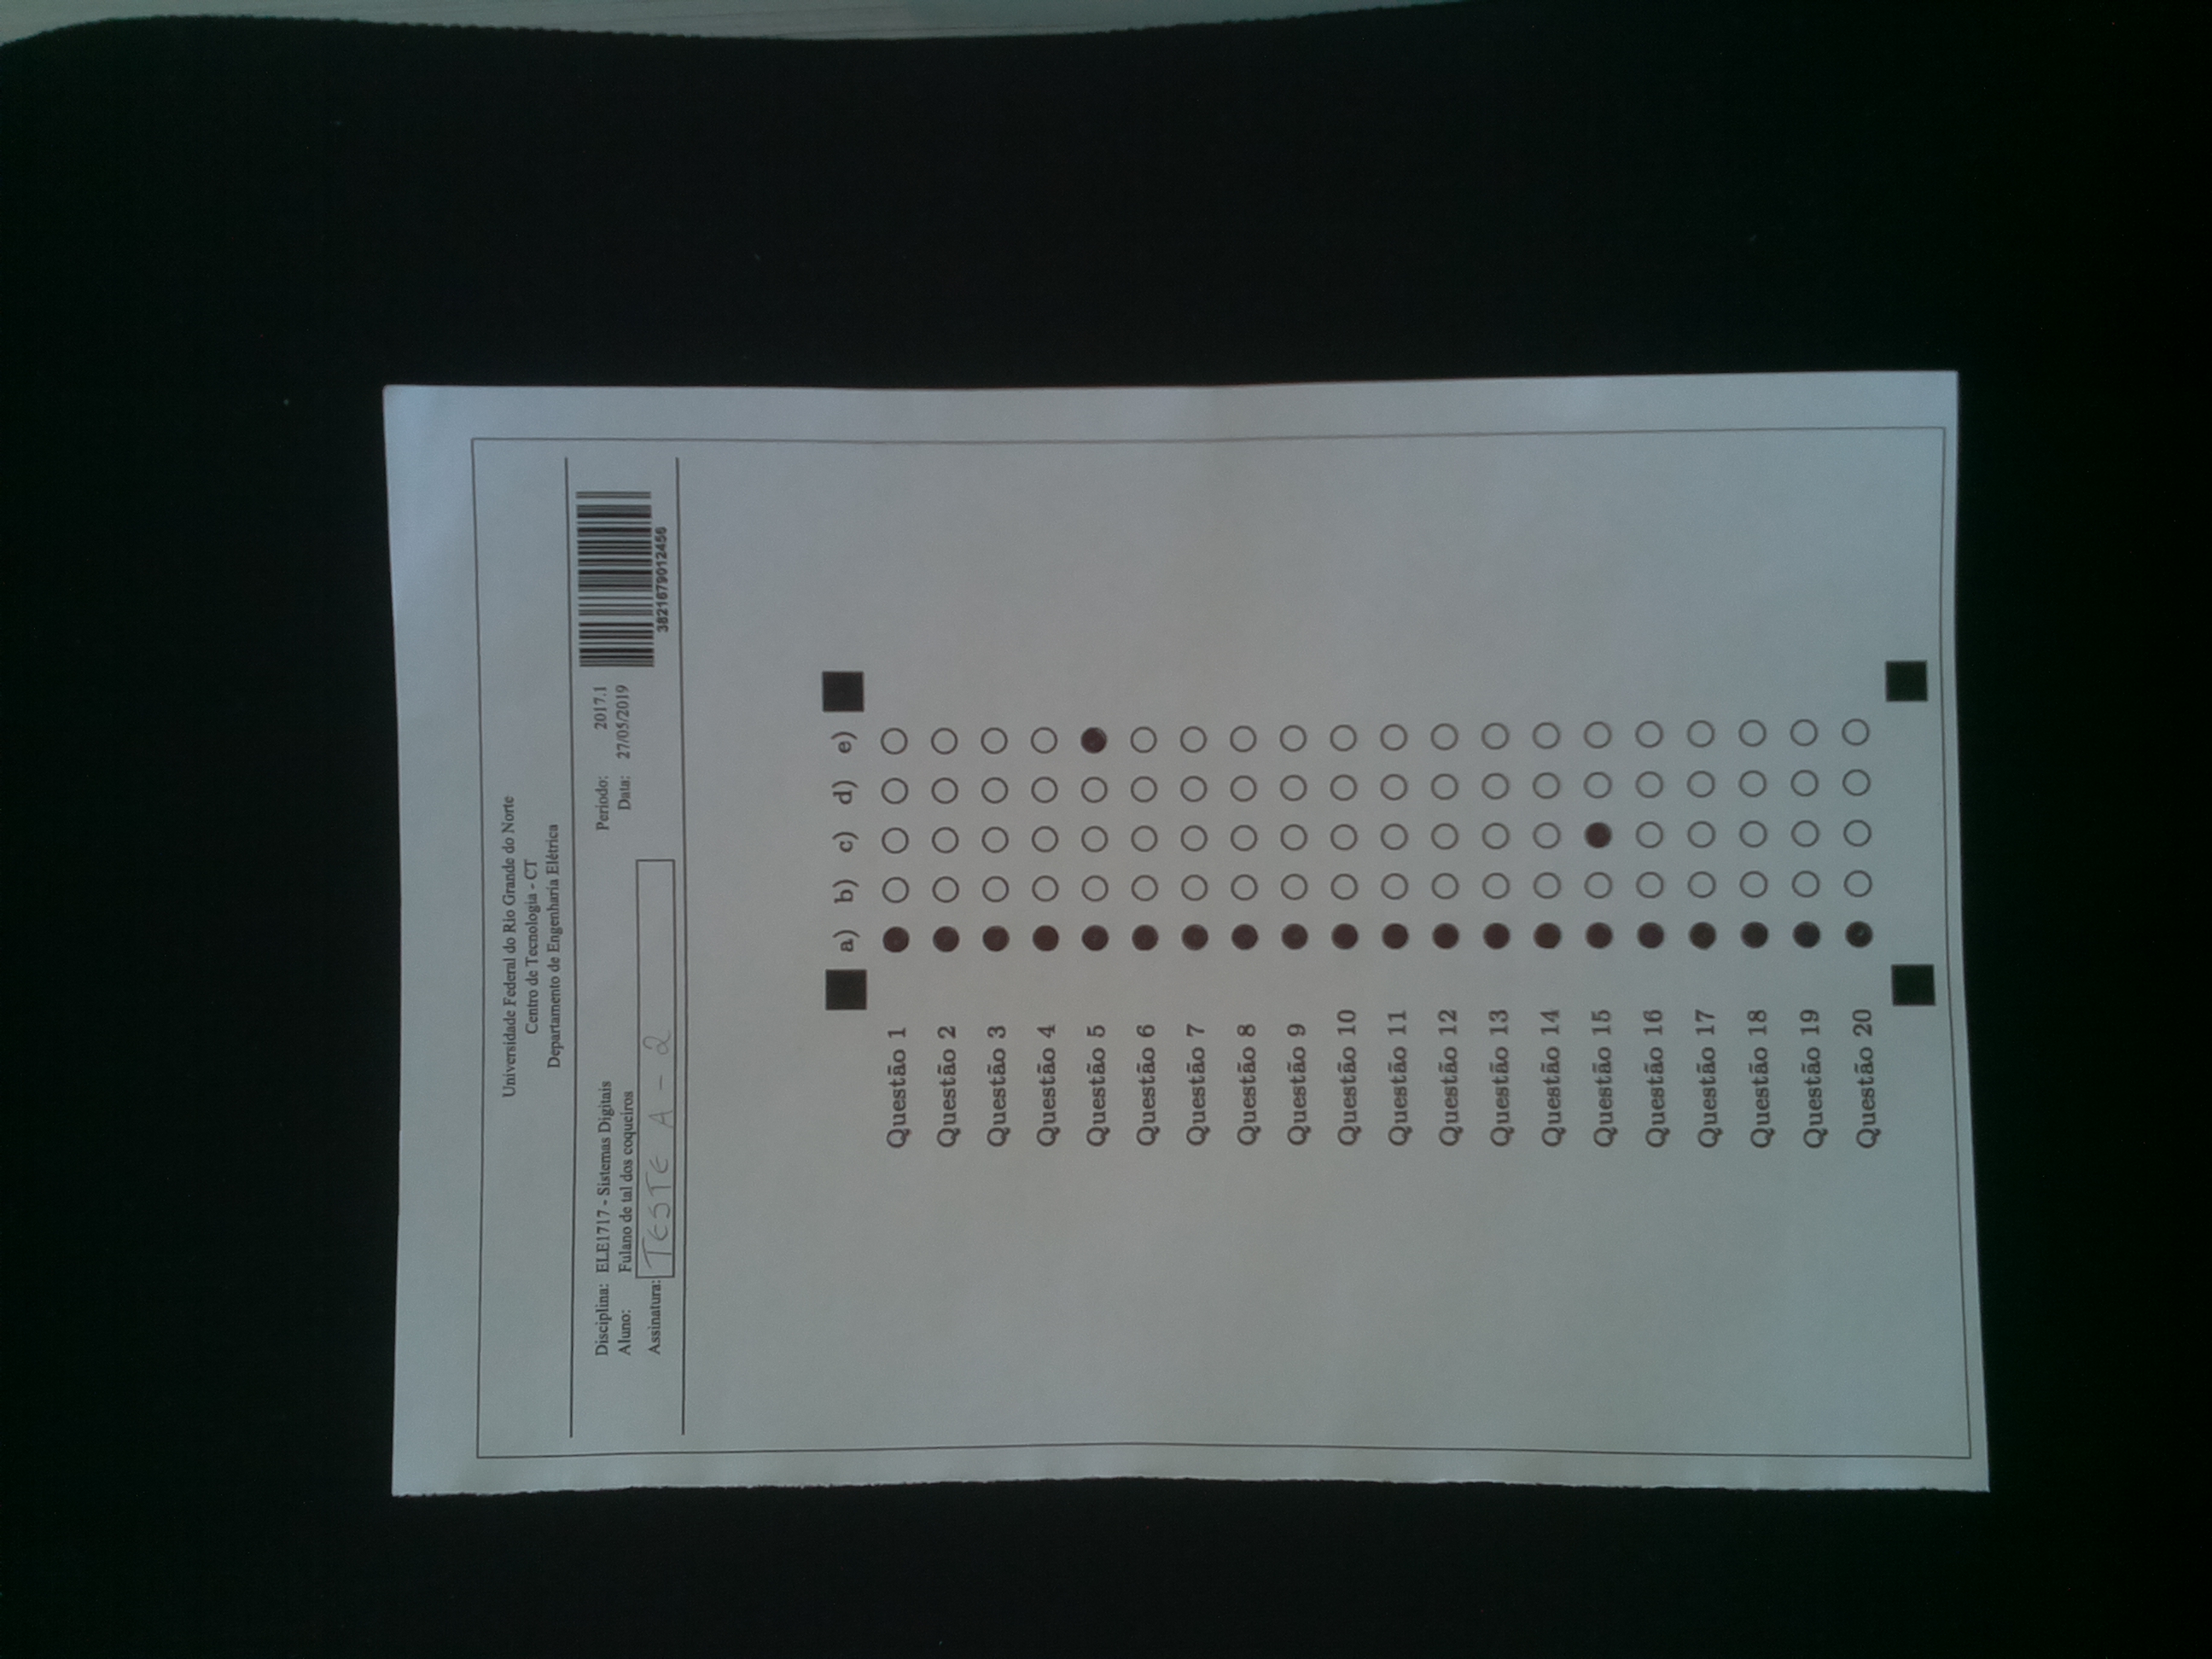 Universidade Federal do Rio Grande do Norte
Centro de Tecnologia - CT
Departamento de Engenharia Elétrica
Disciplina: ELE1717 - Sistemas Digitais Período: 2017.1
Aluno: Fulano de tal dos coqueiros Data: 27/05/2019
Assinatura: TESTE A - 2
3821679012456
a) b) c) d) e)
Questão 1
Questão 2
Questão 3
Questão 4
Questão 5
Questão 6
Questão 7
Questão 8
Questão 9
Questão 10
Questão 11
Questão 12
Questão 13
Questão 14
Questão 15
Questão 16
Questão 17
Questão 18
Questão 19
Questão 20